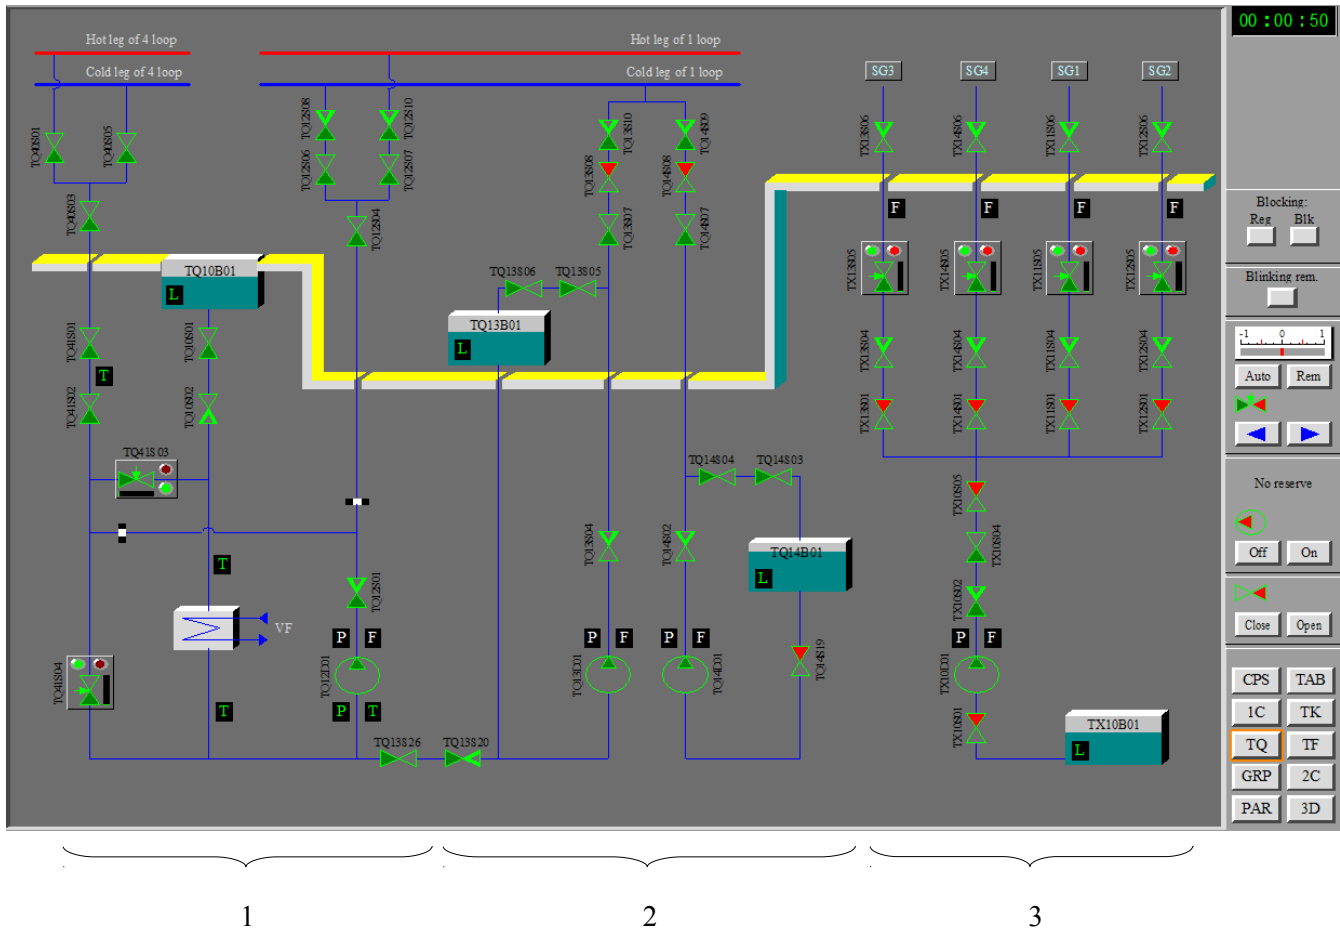 Hot leg of 4 loop
Cold leg of 4 loop
Hot leg of 1 loop
Cold leg of 1 loop
SG3
SG4
SG1
SG2
TQ40S01
TQ40S05
TQ12S08
TQ12S10
TQ12S06
TQ12S07
TQ13S10
TQ14S09
TQ13S08
TQ14S08
TX13S06
TX14S06
TX11S06
TX12S06
TQ40S03
TQ12S04
TQ13S07
TQ14S07
F
F
F
F
TQ10B01
L
TQ13S06
TQ13S05
TX13S05
TX14S05
TX11S05
TX12S05
TQ13B01
L
TQ41S01
TQ10S01
T
TX13S04
TX14S04
TX11S04
TX12S04
TQ41S02
TQ10S02
TX13S01
TX14S01
TX11S01
TX12S01
TQ41S03
TQ14S04
TQ14S03
TX10S05
TQ13S04
TQ14S02
TX10S04
TQ14B01
L
T
TQ12S01
TX10S02
VF
P
F
P
F
P
F
P
F
TQ41S04
TQ12D01
TQ13D01
TQ14D01
TQ14S19
TX10D01
T
P
T
TX10S01
TX10B01
L
TQ13S26
TQ13S20
00:00:50
Blocking:
Reg
Blk
Blinking rem.
-1
0
1
Auto
Rem
No reserve
Off
On
Close
Open
CPS
TAB
1C
TK
TQ
TF
GRP
2C
PAR
3D
1
2
3